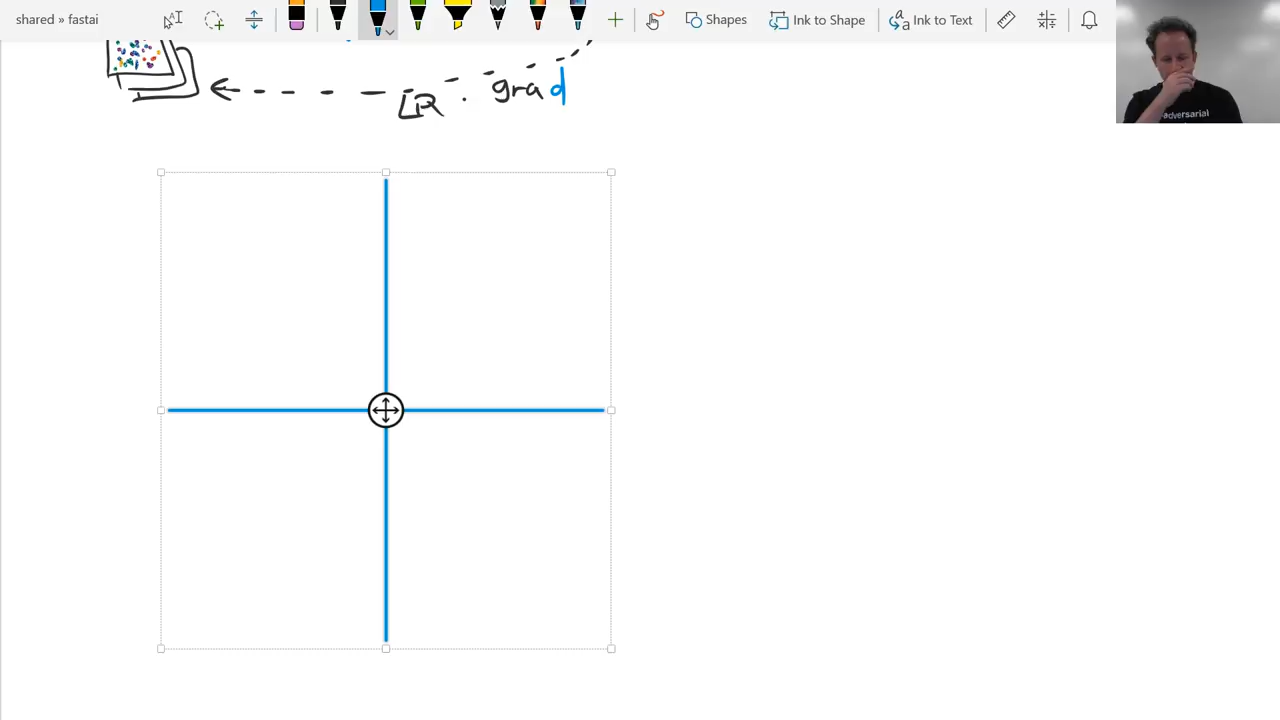 shared » fastai
Shapes
Ink to Shape
Ink to Text
LR . grad
adversarial